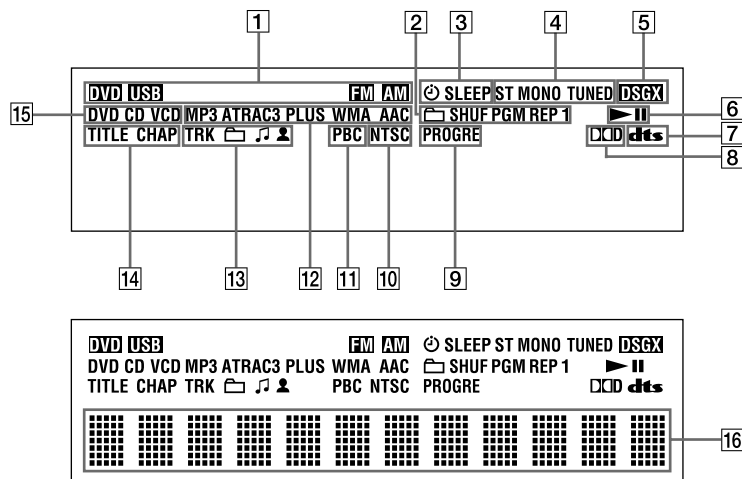 1 2 3 4 5
DVD USB FM AM SLEEP ST MONO TUNED DSGX
15 DVD CD VCD MP3 ATRAC3 PLUS WMA AAC SHUF PGM REP 1 6
TITLE CHAP TRK PBC NTSC PROGRE dts 7
8
14 13 12 11 10 9
DVD USB FM AM SLEEP ST MONO TUNED DSGX
DVD CD VCD MP3 ATRAC3 PLUS WMA AAC SHUF PGM REP 1
TITLE CHAP TRK PBC NTSC PROGRE dts
16